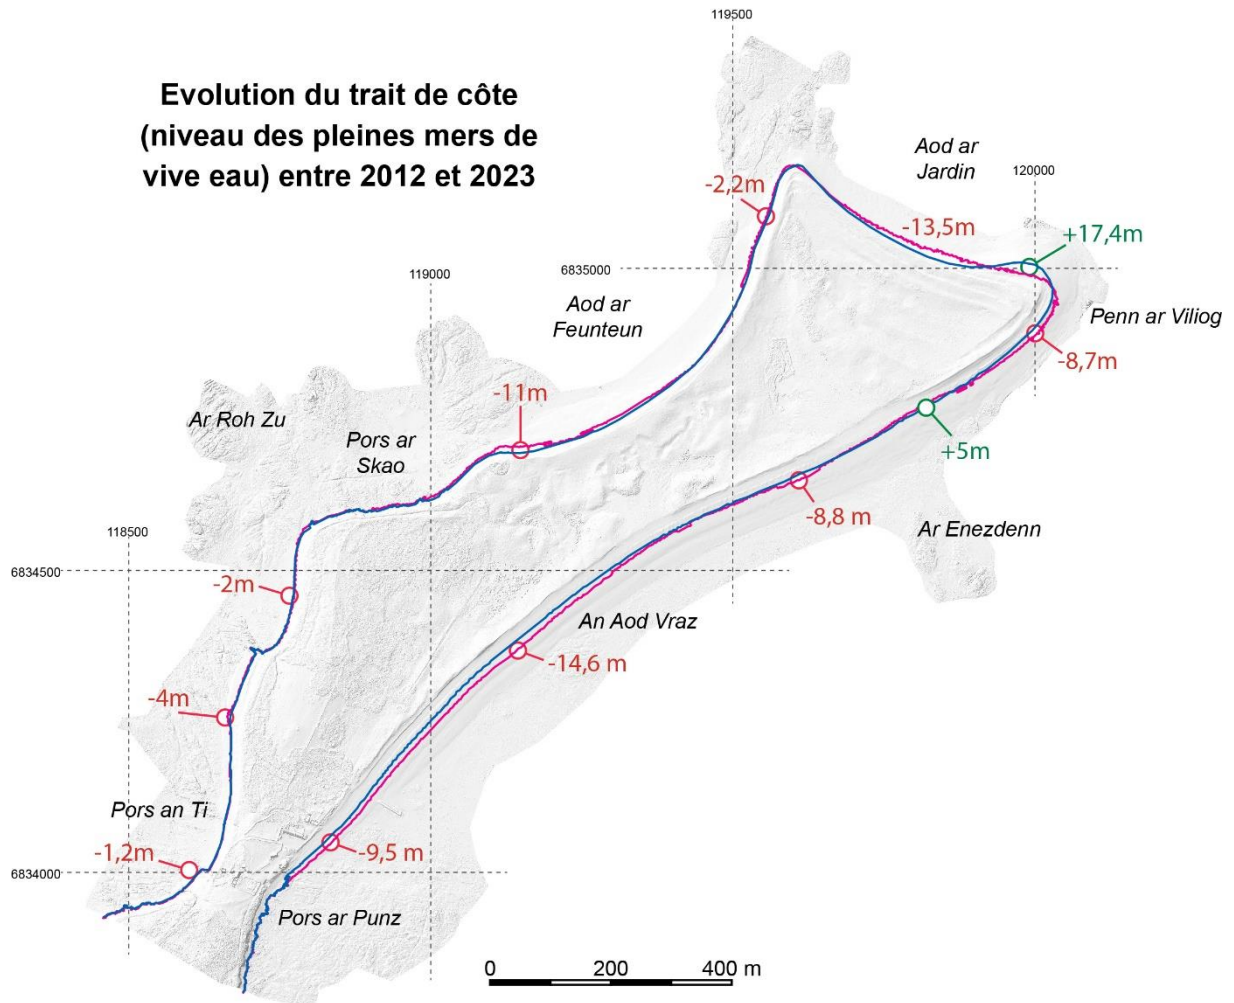 119500
Evolution du trait de côte
(niveau des pleines mers de
vive eau) entre 2012 et 2023
Aod ar
Jardin
120000
-2,2m
-13,5m
+17,4m
119000
6835000
Aod ar
Feunteun
Penn ar Viliog
-8,7m
-11m
Ar Roh Zu
Pors ar
Skao
+5m
-8,8 m
Ar Enezdenn
118500
6834500
-2m
An Aod Vraz
-14,6 m
-4m
Pors an Ti
-1,2m
-9,5 m
6834000
Pors ar Punz
0 200 400 m